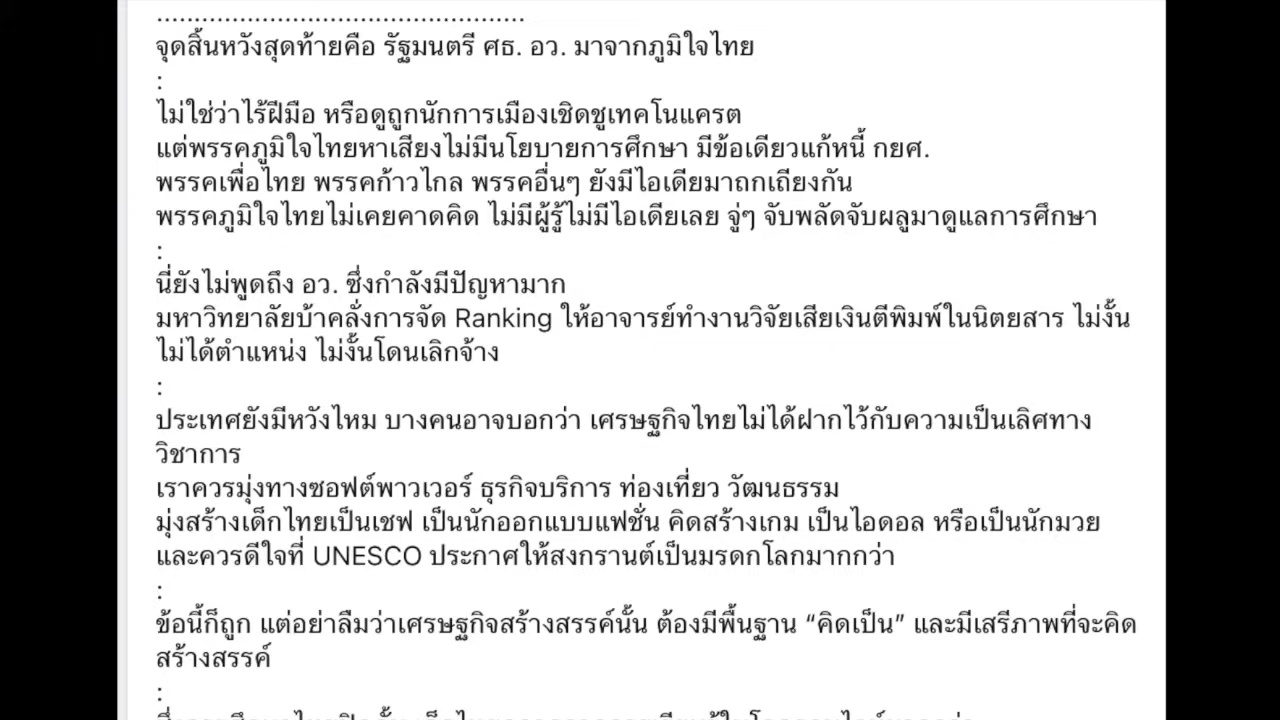 ................................................
จุดสิ้นหวังสุดท้ายคือ รัฐมนตรี ศธ. อว. มาจากภูมิใจไทย
:
ไม่ใช่ว่าไร้ฝีมือ หรือดูถูกนักการเมืองเชิดชูเทคโนแครต
แต่พรรคภูมิใจไทยหาเสียงไม่มีนโยบายการศึกษา มีข้อเดียวแก้หนี้ กยศ.
พรรคเพื่อไทย พรรคก้าวไกล พรรคอื่นๆ ยังมีไอเดียมาถกเถียงกัน
พรรคภูมิใจไทยไม่เคยคาดคิด ไม่มีผู้รู้ไม่มีไอเดียเลย จู่ๆ จับพลัดจับผลูมาดูแลการศึกษา
:
นี่ยังไม่พูดถึง อว. ซึ่งกำลังมีปัญหามาก
มหาวิทยาลัยบ้าคลั่งการจัด Ranking ให้อาจารย์ทำงานวิจัยเสียเงินตีพิมพ์ในนิตยสาร ไม่งั้น
ไม่ได้ตำแหน่ง ไม่งั้นโดนเลิกจ้าง
:
ประเทศยังมีหวังไหม บางคนอาจบอกว่า เศรษฐกิจไทยไม่ได้ฝากไว้กับความเป็นเลิศทาง
วิชาการ
เราควรมุ่งทางซอฟต์พาวเวอร์ ธุรกิจบริการ ท่องเที่ยว วัฒนธรรม
มุ่งสร้างเด็กไทยเป็นเชฟ เป็นนักออกแบบแฟชั่น คิดสร้างเกม เป็นไอดอล หรือเป็นนักมวย
และควรดีใจที่ UNESCO ประกาศให้สงกรานต์เป็นมรดกโลกมากกว่า
:
ข้อนี้ก็ถูก แต่อย่าลืมว่าเศรษฐกิจสร้างสรรค์นั้น ต้องมีพื้นฐาน “คิดเป็น” และมีเสรีภาพที่จะคิด
สร้างสรรค์
: